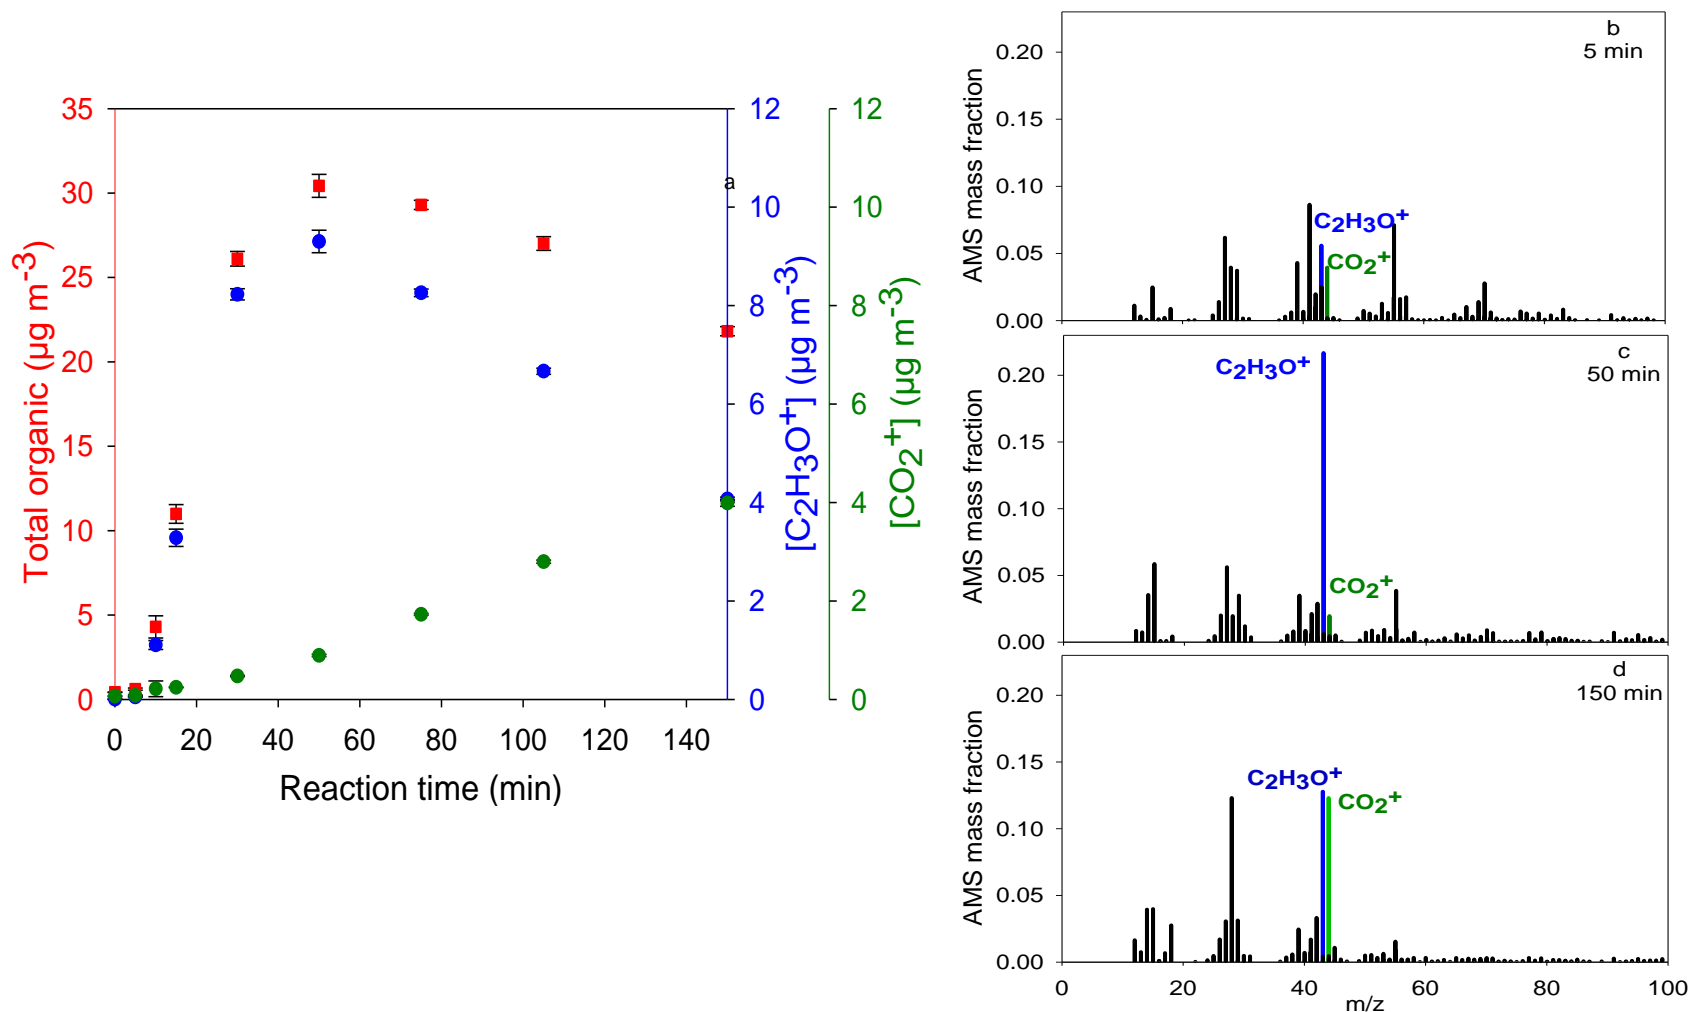 Total organic (µg m-3)
35
30
25
20
15
10
5
0
a
12
10
8
6
4
2
0
[C2H3O+] (µg m-3)
12
10
8
6
4
2
0
[CO2+] (µg m-3)
0 20 40 60 80 100 120 140
Reaction time (min)
b
5 min
AMS mass fraction
0.20
0.15
0.10
0.05
0.00
C2H3O+
CO2+
c
50 min
AMS mass fraction
0.20
0.15
0.10
0.05
0.00
C2H3O+
CO2+
d
150 min
AMS mass fraction
0.20
0.15
0.10
0.05
0.00
C2H3O+
CO2+
0 20 40 60 80 100
m/z